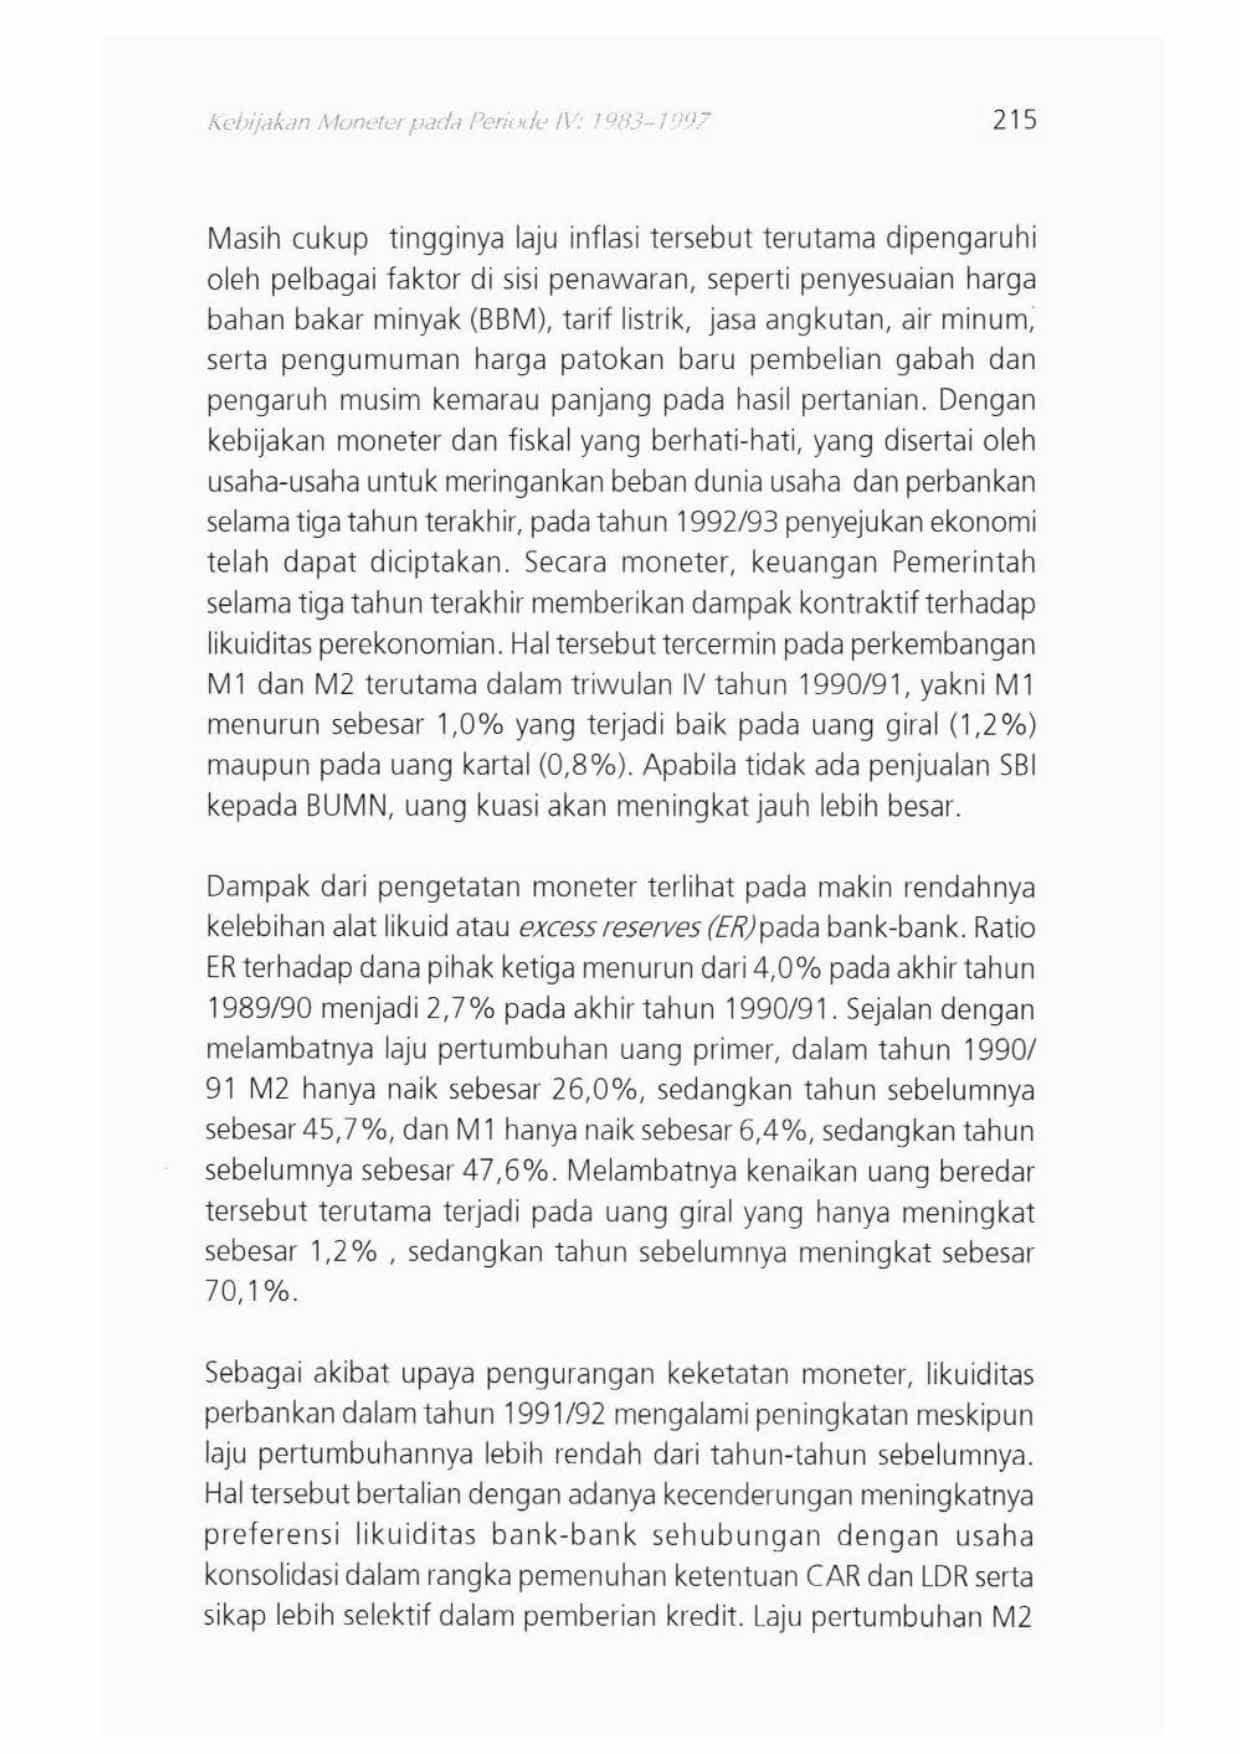 Kebijakan Moneter pada Periode IV: 1983–1997 215
Masih cukup tingginya laju inflasi tersebut terutama dipengaruhi
oleh pelbagai faktor di sisi penawaran, seperti penyesuaian harga
bahan bakar minyak (BBM), tarif listrik, jasa angkutan, air minum,
serta pengumuman harga patokan baru pembelian gabah dan
pengaruh musim kemarau panjang pada hasil pertanian. Dengan
kebijakan moneter dan fiskal yang berhati-hati, yang disertai oleh
usaha-usaha untuk meringankan beban dunia usaha dan perbankan
selama tiga tahun terakhir, pada tahun 1992/93 penyejukan ekonomi
telah dapat diciptakan. Secara moneter, keuangan Pemerintah
selama tiga tahun terakhir memberikan dampak kontraktif terhadap
likuiditas perekonomian. Hal tersebut tercermin pada perkembangan
M1 dan M2 terutama dalam triwulan IV tahun 1990/91, yakni M1
menurun sebesar 1,0% yang terjadi baik pada uang giral (1,2%)
maupun pada uang kartal (0,8%). Apabila tidak ada penjualan SBI
kepada BUMN, uang kuasi akan meningkat jauh lebih besar.
Dampak dari pengetatan moneter terlihat pada makin rendahnya
kelebihan alat likuid atau excess reserves (ER) pada bank-bank. Ratio
ER terhadap dana pihak ketiga menurun dari 4,0% pada akhir tahun
1989/90 menjadi 2,7% pada akhir tahun 1990/91. Sejalan dengan
melambatnya laju pertumbuhan uang primer, dalam tahun 1990/
91 M2 hanya naik sebesar 26,0%, sedangkan tahun sebelumnya
sebesar 45,7%, dan M1 hanya naik sebesar 6,4%, sedangkan tahun
sebelumnya sebesar 47,6%. Melambatnya kenaikan uang beredar
tersebut terutama terjadi pada uang giral yang hanya meningkat
sebesar 1,2% , sedangkan tahun sebelumnya meningkat sebesar
70,1%.
Sebagai akibat upaya pengurangan keketatan moneter, likuiditas
perbankan dalam tahun 1991/92 mengalami peningkatan meskipun
laju pertumbuhannya lebih rendah dari tahun-tahun sebelumnya.
Hal tersebut bertalian dengan adanya kecenderungan meningkatnya
preferensi likuiditas bank-bank sehubungan dengan usaha
konsolidasi dalam rangka pemenuhan ketentuan CAR dan LDR serta
sikap lebih selektif dalam pemberian kredit. Laju pertumbuhan M2